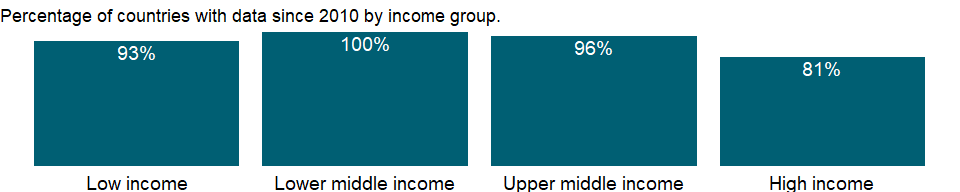 Percentage of countries with data since 2010 by income group.
93%
100%
96%
81%
Low income
Lower middle income
Upper middle income
High income